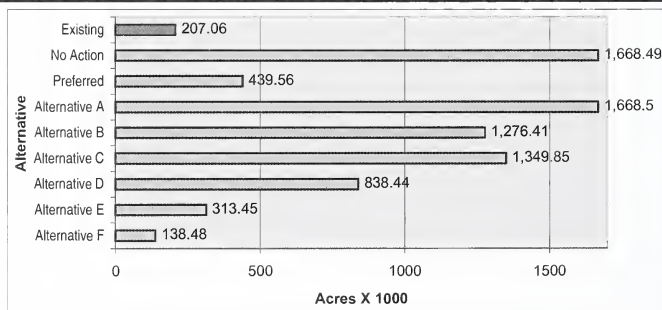 Alternative
Existing 207.06
No Action 1,668.49
Preferred 439.56
Alternative A 1,668.5
Alternative B 1,276.41
Alternative C 1,349.85
Alternative D 838.44
Alternative E 313.45
Alternative F 138.48
0 500 1000 1500
Acres X 1000